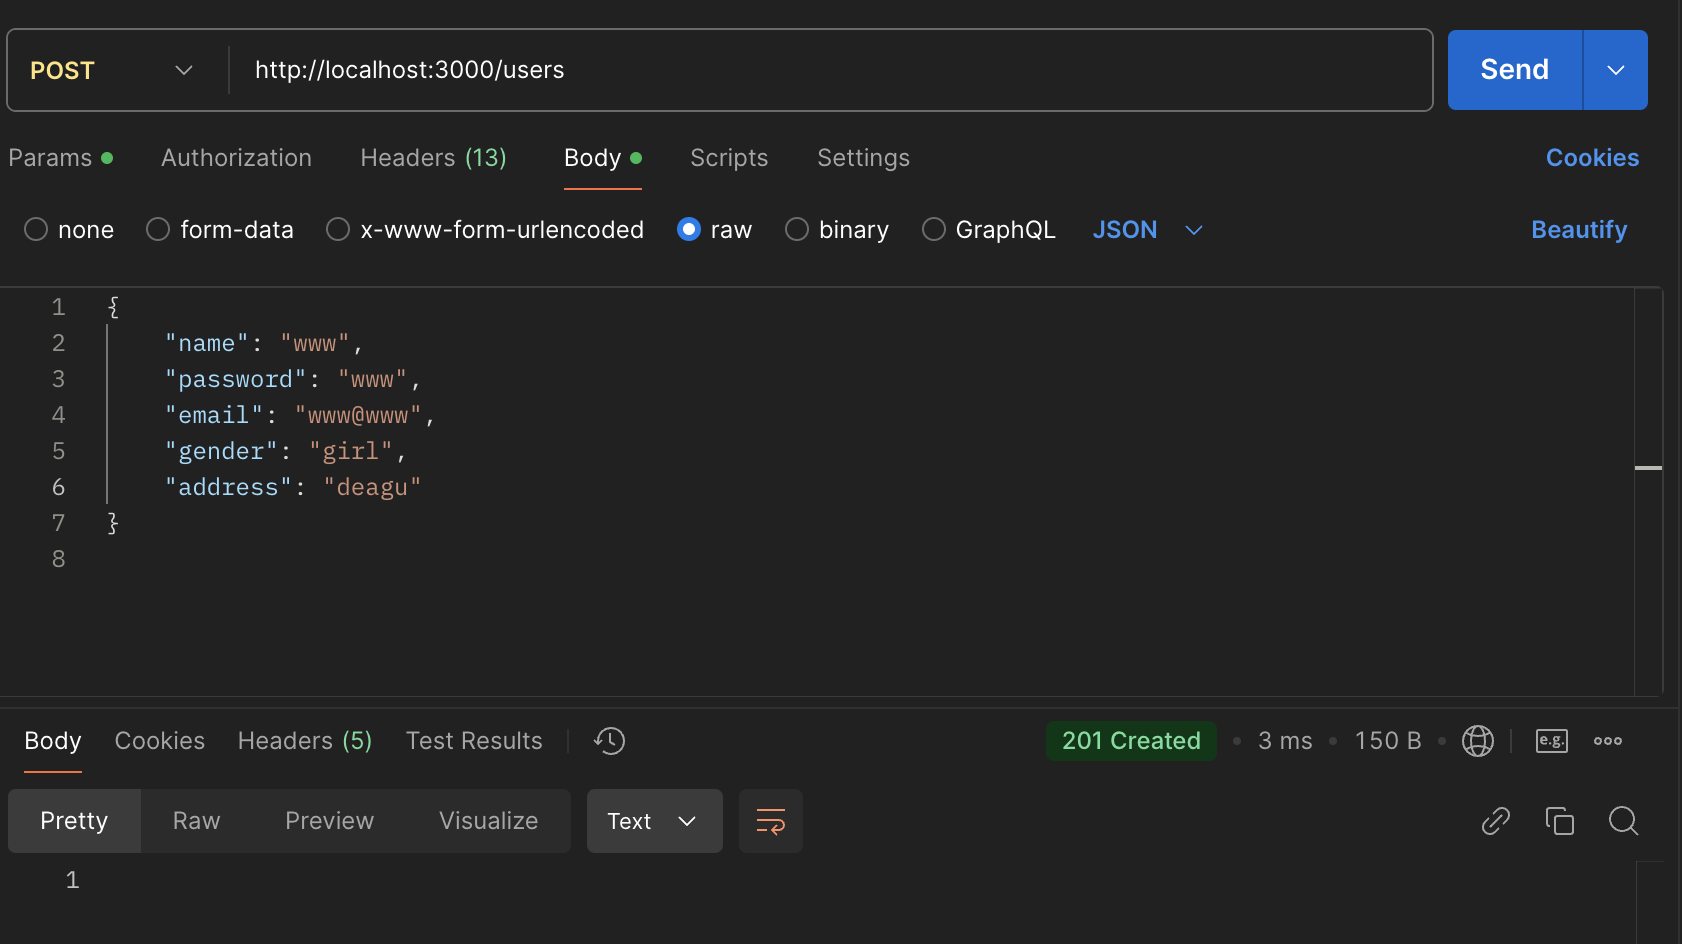 POST http://localhost:3000/users Send
Params Authorization Headers (13) Body Scripts Settings Cookies
none form-data x-www-form-urlencoded raw binary GraphQL JSON Beautify
1 {
2 "name": "www",
3 "password": "www",
4 "email": "www@www",
5 "gender": "girl",
6 "address": "deagu"
7 }
8
Body Cookies Headers (5) Test Results 201 Created • 3 ms • 150 B • e.g.
Pretty Raw Preview Visualize Text
1